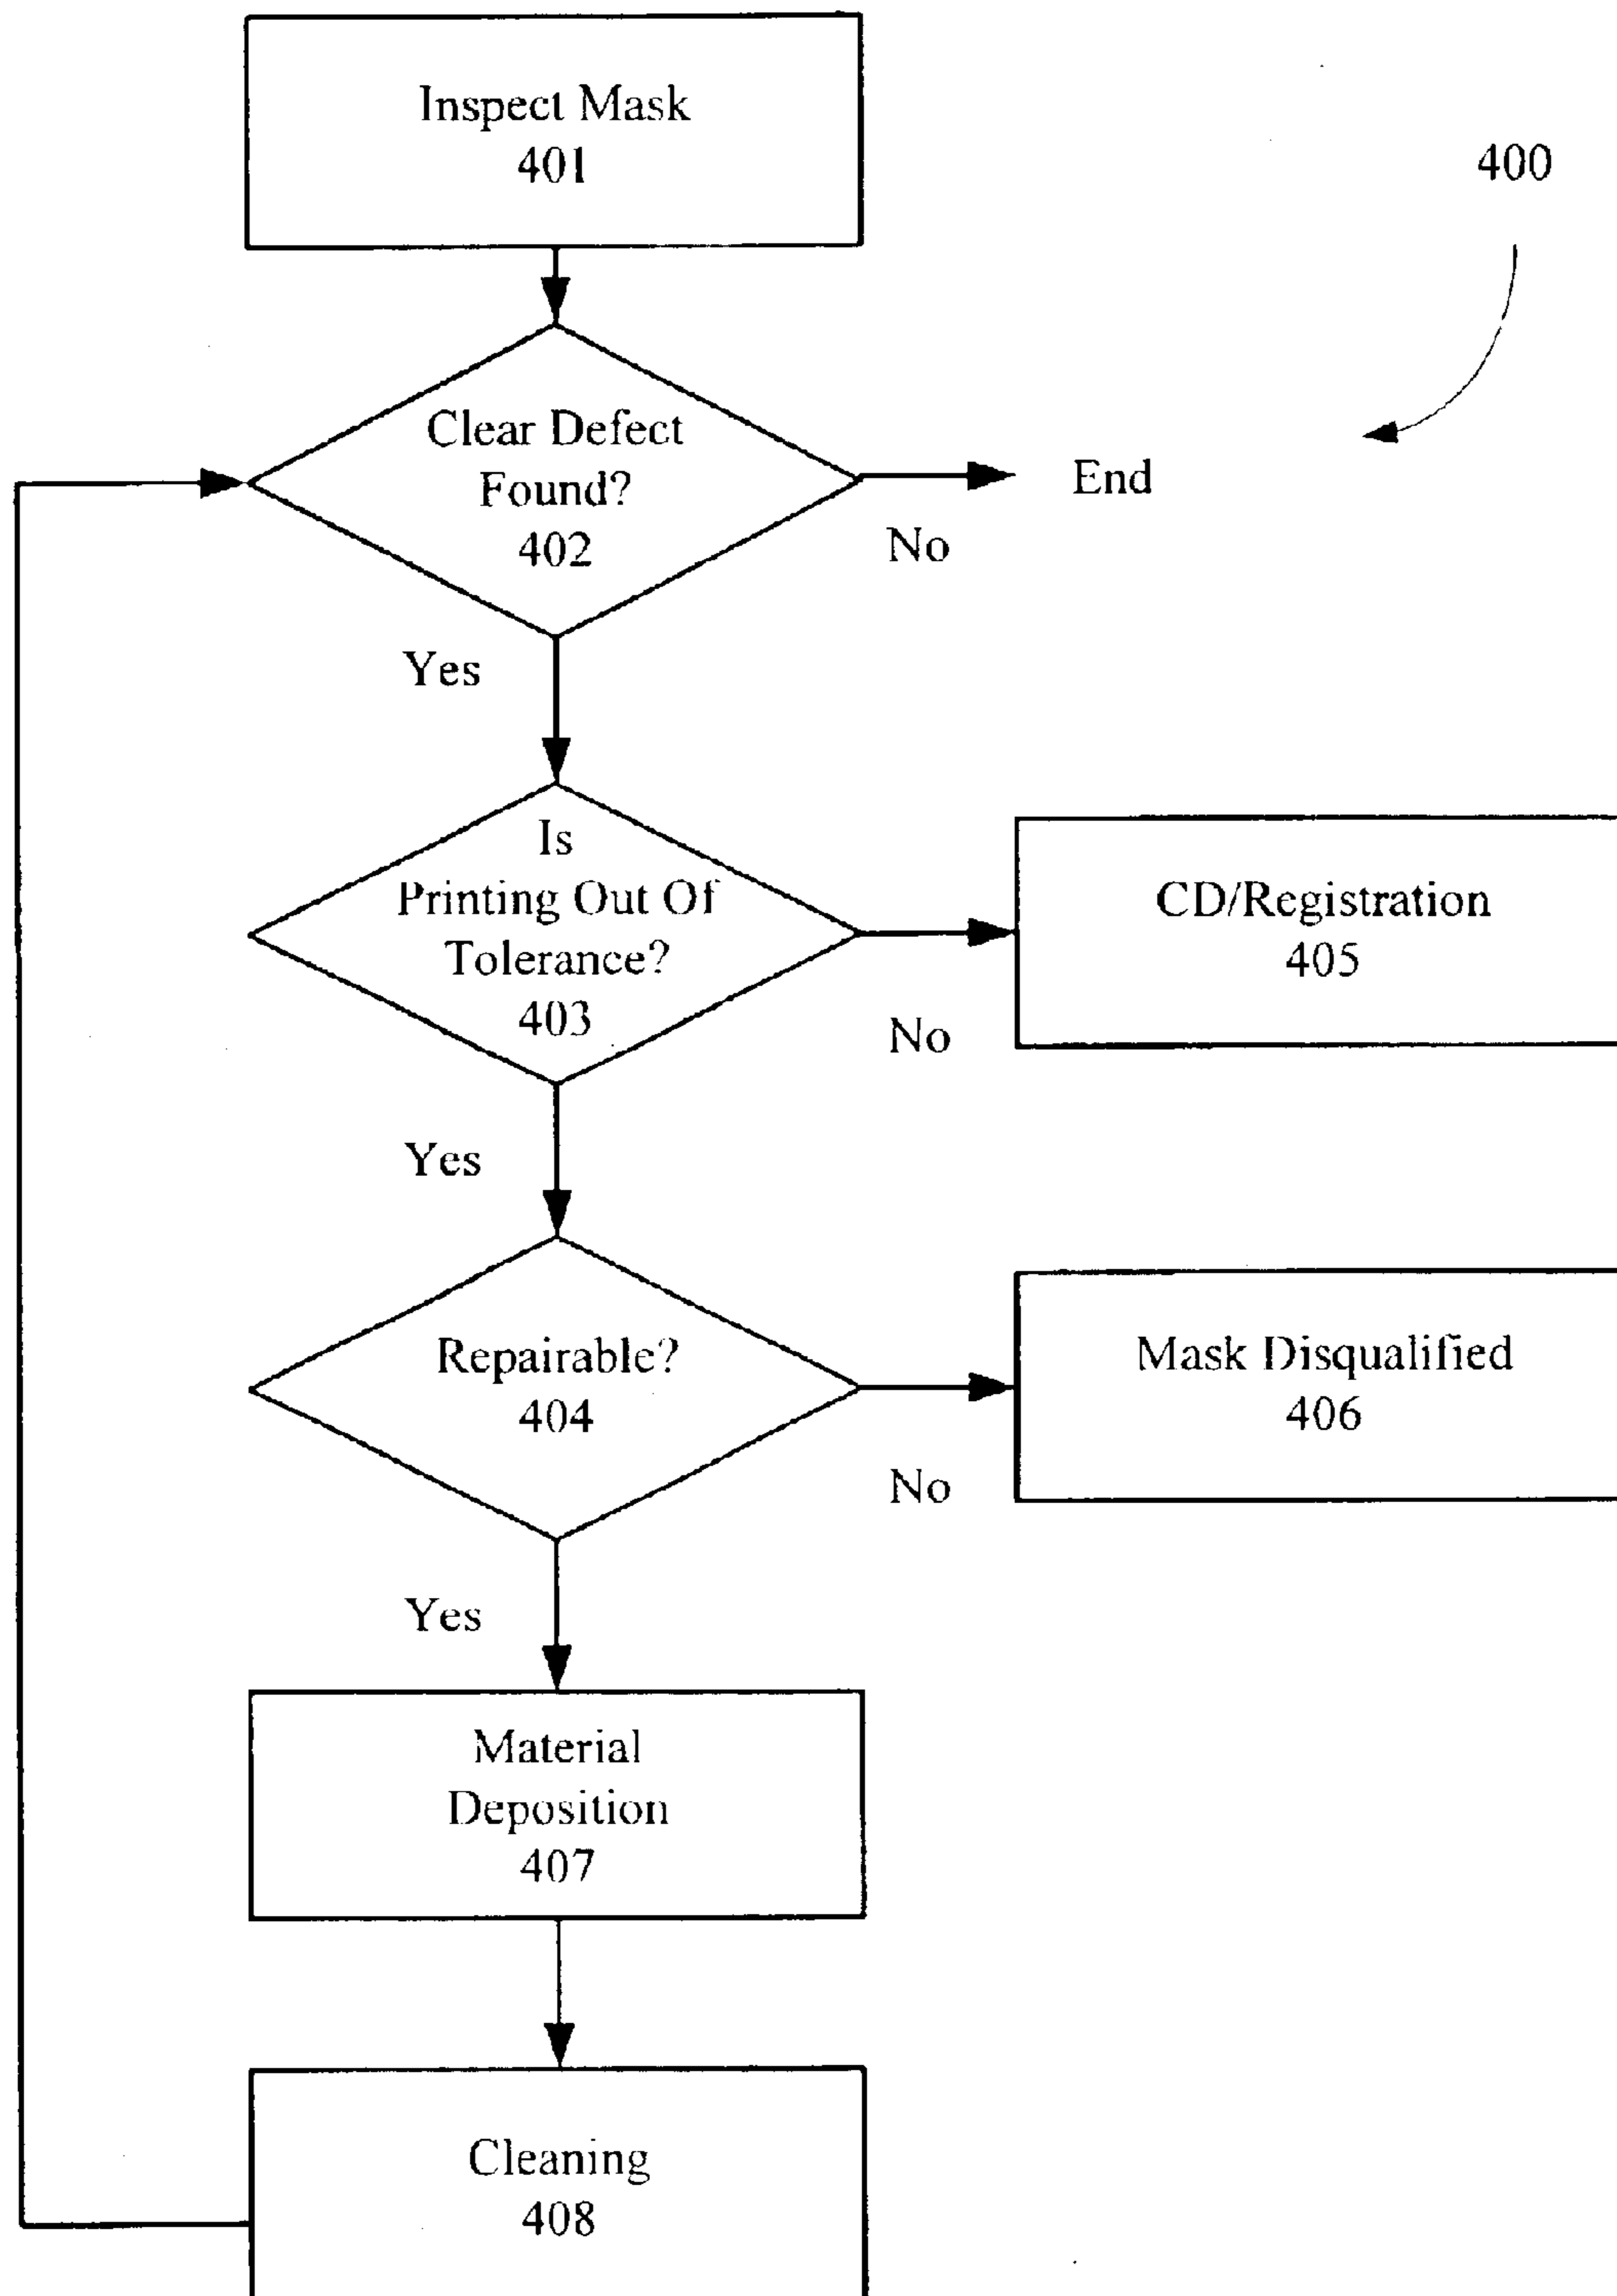 Inspect Mask
401
400
Clear Defect
Found?
402
End
No
Yes
Is
Printing Out Of
Tolerance?
403
CD/Registration
405
No
Yes
Repairable?
404
Mask Disqualified
406
No
Yes
Material
Deposition
407
Cleaning
408